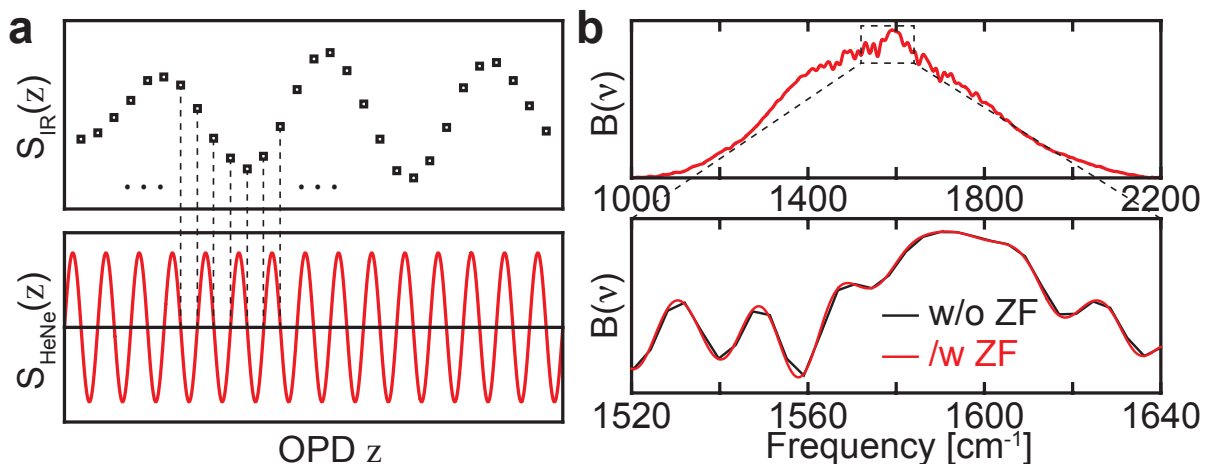 a
S_IR(z)
. . .
. . .
S_HeNe(z)
OPD z
b
B(ν)
1000 1400 1800 2200
B(ν)
w/o ZF
/w ZF
1520 1560 1600 1640
Frequency [cm⁻¹]